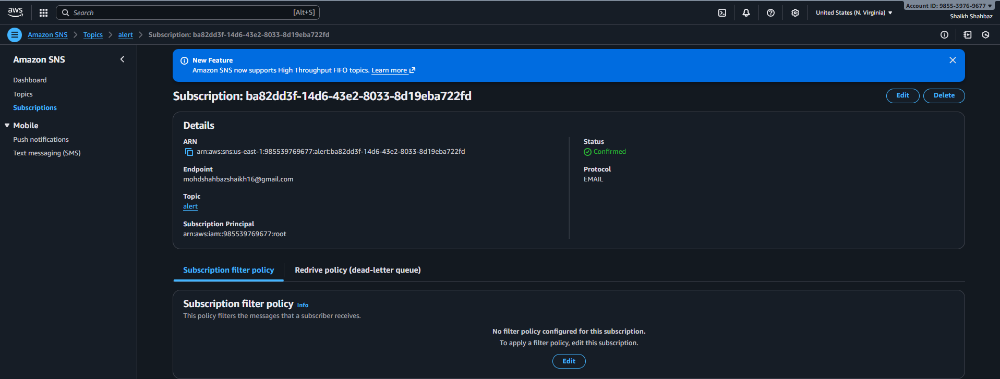 aws
Search
[Alt+S]
United States (N. Virginia)
Account ID: 9855-3976-9677
Shaikh Shahbaz
Amazon SNS
Topics
alert
Subscription: ba82dd3f-14d6-43e2-8033-8d19eba722fd
Amazon SNS
Dashboard
Topics
Subscriptions
Mobile
Push notifications
Text messaging (SMS)
New Feature
Amazon SNS now supports High Throughput FIFO topics. Learn more
Subscription: ba82dd3f-14d6-43e2-8033-8d19eba722fd
Edit
Delete
Details
ARN
arn:aws:sns:us-east-1:985539769677:alert:ba82dd3f-14d6-43e2-8033-8d19eba722fd
Endpoint
mohdshahbazshaikh16@gmail.com
Topic
alert
Subscription Principal
arn:aws:iam::985539769677:root
Status
Confirmed
Protocol
EMAIL
Subscription filter policy
Redrive policy (dead-letter queue)
Subscription filter policy Info
This policy filters the messages that a subscriber receives.
No filter policy configured for this subscription.
To apply a filter policy, edit this subscription.
Edit